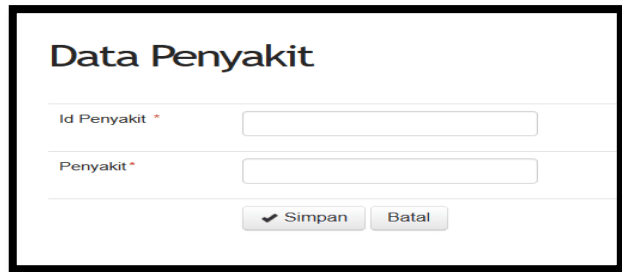 Data Penyakit
Id Penyakit *
Penyakit *
Simpan Batal